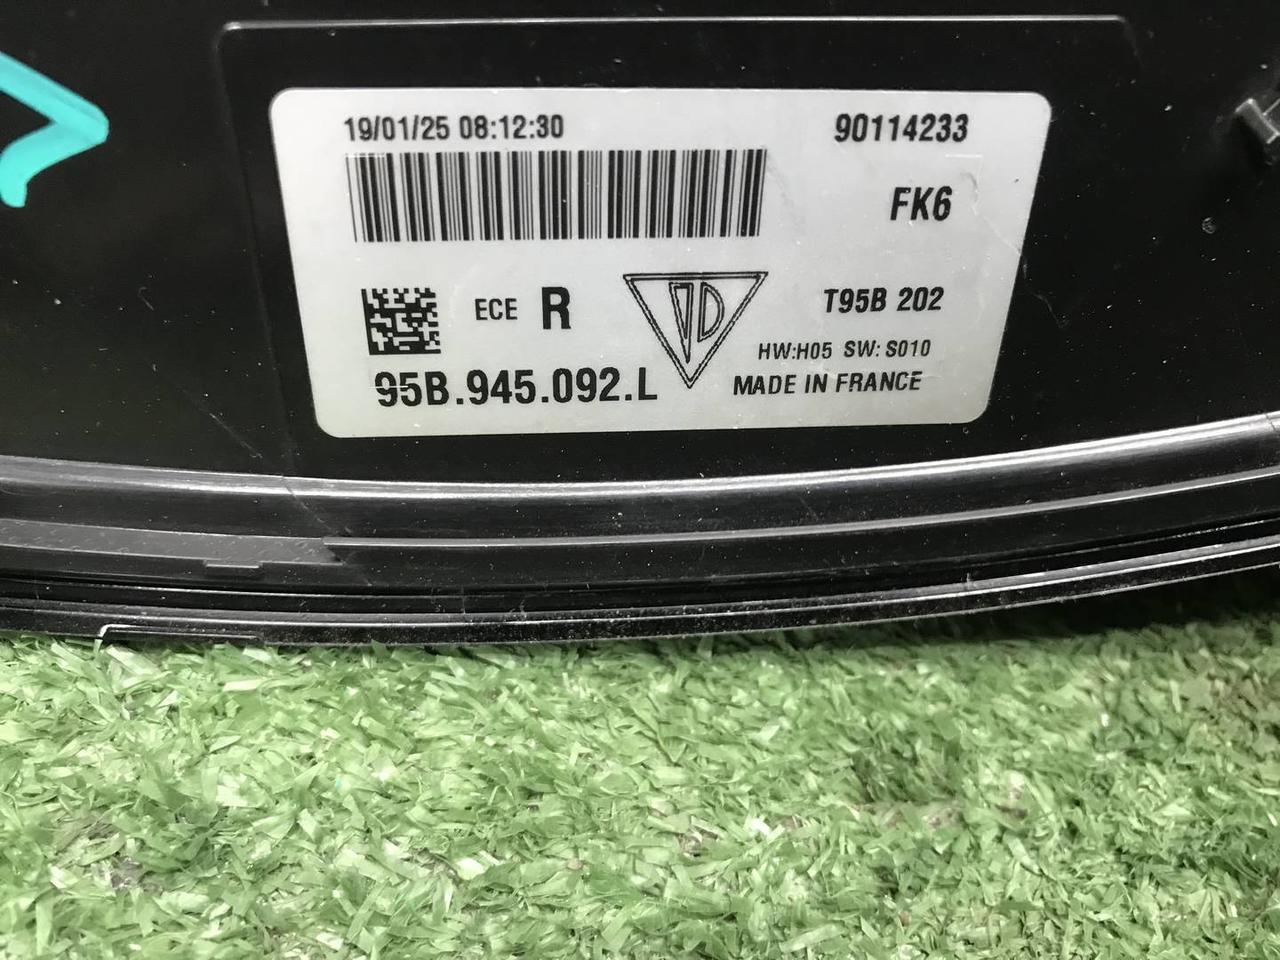 19/01/25 08:12:30
90114233
FK6
ECE R
T95B 202
HW:H05 SW: S010
95B.945.092.L
MADE IN FRANCE